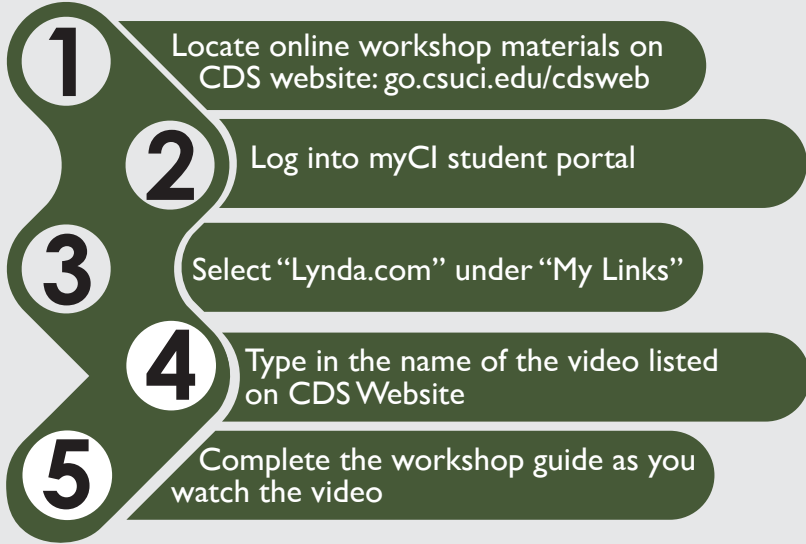 1
Locate online workshop materials on
CDS website: go.csuci.edu/cdsweb
2
Log into myCI student portal
3
Select “Lynda.com” under “My Links”
4
Type in the name of the video listed
on CDS Website
5
Complete the workshop guide as you
watch the video